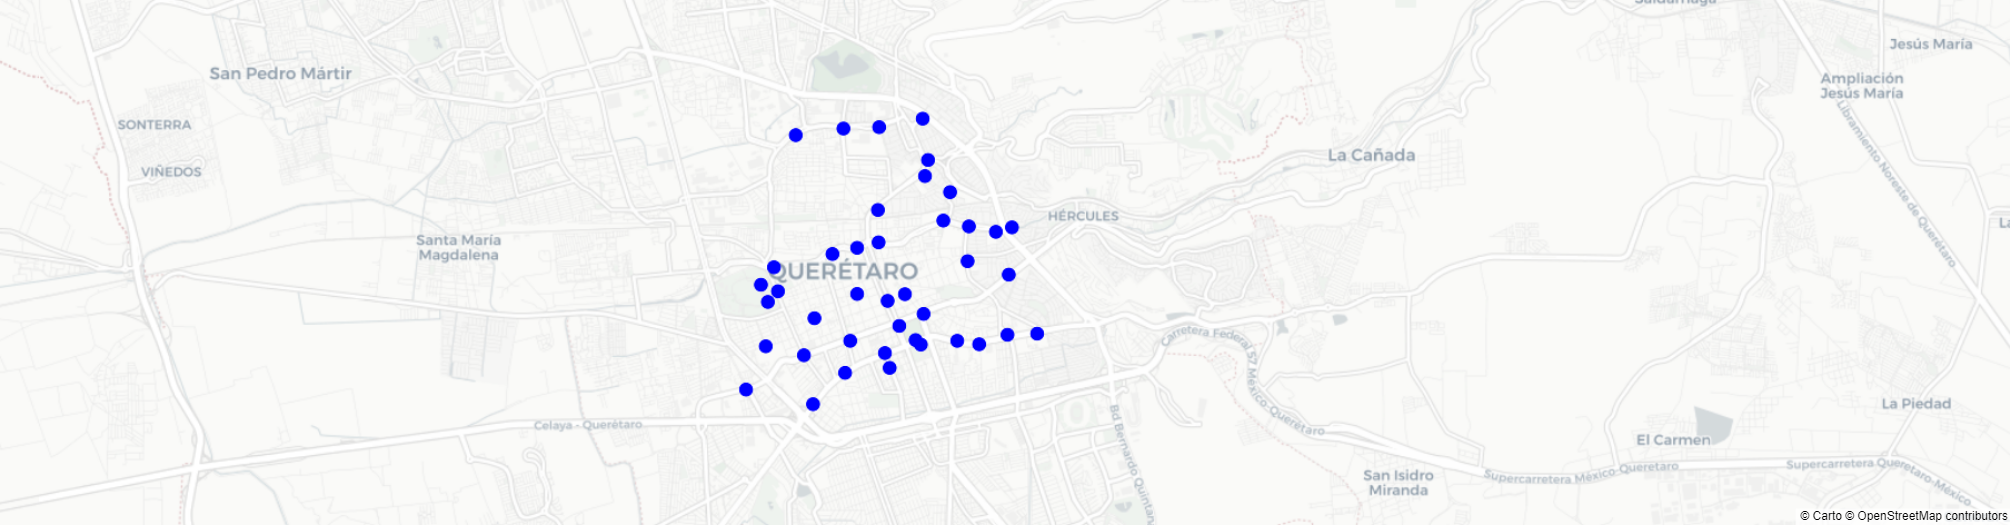 Saldarriaga
Jesús María
San Pedro Mártir
Ampliación
Jesús María
SONTERRA
La Cañada
VIÑEDOS
Libramiento Noreste de Querétaro
HÉRCULES
La
Santa María
Magdalena
QUERÉTARO
Carretera Federal 57 México-Querétaro
La Piedad
Celaya - Querétaro
El Carmen
Bd Bernardo Quintana
San Isidro
Miranda
Supercarretera México-Querétaro
Supercarretera Querétaro-México
© Carto © OpenStreetMap contributors